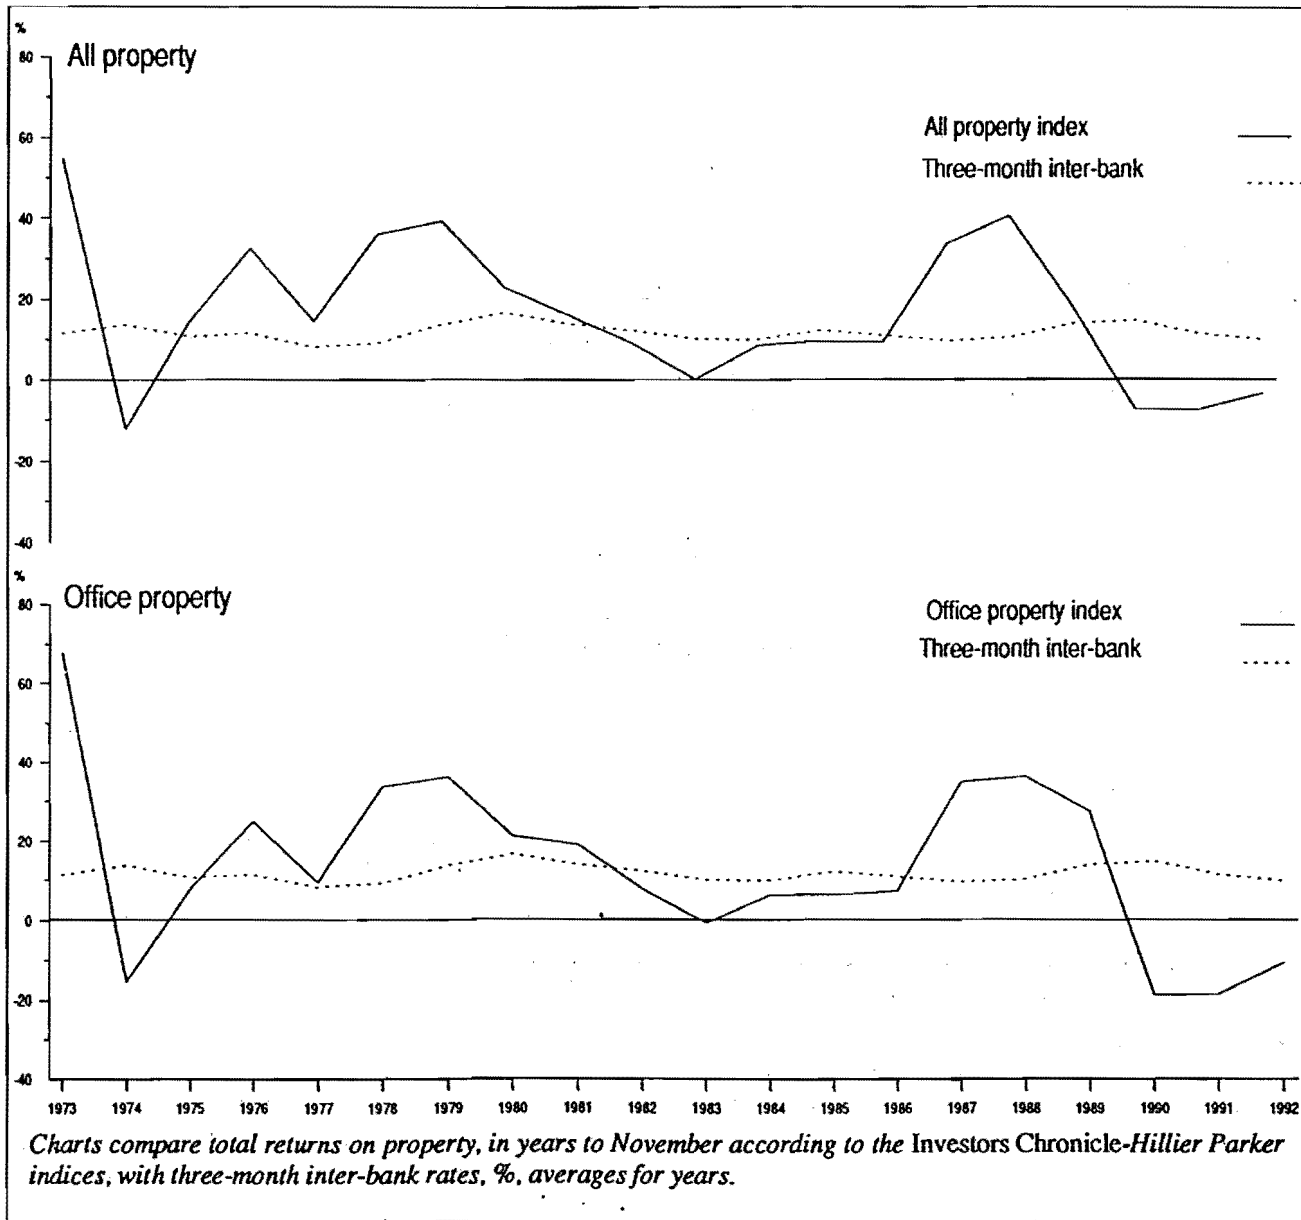 %
All property
80
60
40
20
0
-20
-40
All property index
Three-month inter-bank
%
Office property
80
60
40
20
0
-20
-40
Office property index
Three-month inter-bank
1973 1974 1975 1976 1977 1978 1979 1980 1981 1982 1983 1984 1985 1986 1987 1988 1989 1990 1991 1992
Charts compare total returns on property, in years to November according to the Investors Chronicle-Hillier Parker
indices, with three-month inter-bank rates, %, averages for years.